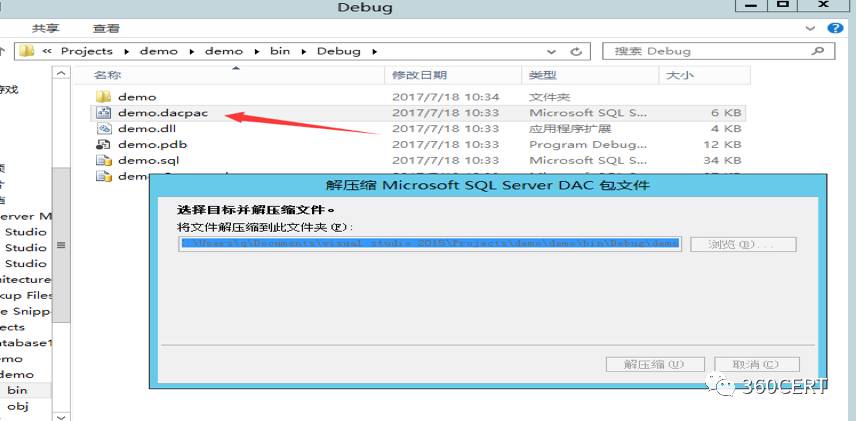 Debug
共享 查看
« Projects demo demo bin Debug
搜索 Debug
名称 修改日期 类型 大小
demo 2017/7/18 10:34 文件夹
demo.dacpac 2017/7/18 10:33 Microsoft SQL S... 6 KB
demo.dll 2017/7/18 10:33 应用程序扩展 4 KB
demo.pdb 2017/7/18 10:33 Program Debug... 12 KB
demo.sql 2017/7/18 10:33 Microsoft SQL S... 34 KB
解压缩 Microsoft SQL Server DAC 包文件
选择目标并解压缩文件。
将文件解压缩到此文件夹(F):
:\Users\q\Documents\visual studio 2015\Projects\demo\demo\bin\Debug\demo
浏览(R)...
解压缩(U) 取消(C)
erver M
Studio
Studio
Studio
itecture
kup Files
e Snipp
ects
atabase1
emo
demo
bin
obj
360CERT